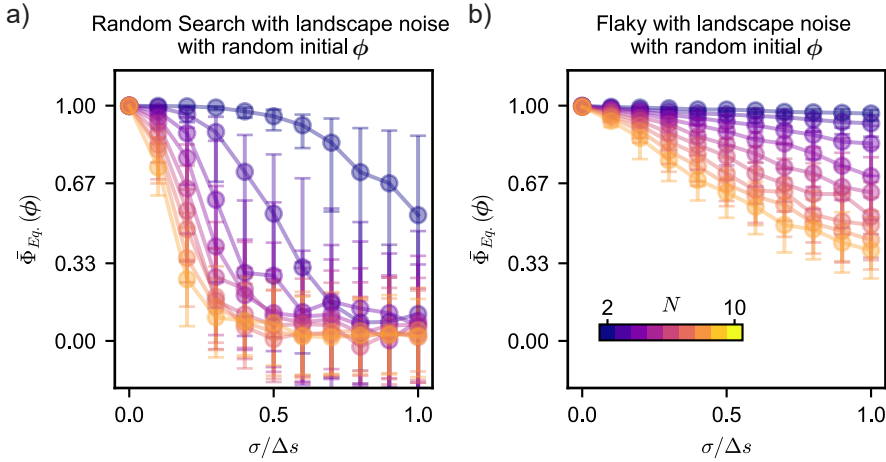 a)
Random Search with landscape noise
with random initial ϕ
1.00
0.67
0.33
0.00
Φ̄_{Eq.}(ϕ)
0.0
0.5
1.0
σ/Δs
b)
Flaky with landscape noise
with random initial ϕ
1.00
0.67
0.33
0.00
Φ̄_{Eq.}(ϕ)
2
N
10
0.0
0.5
1.0
σ/Δs